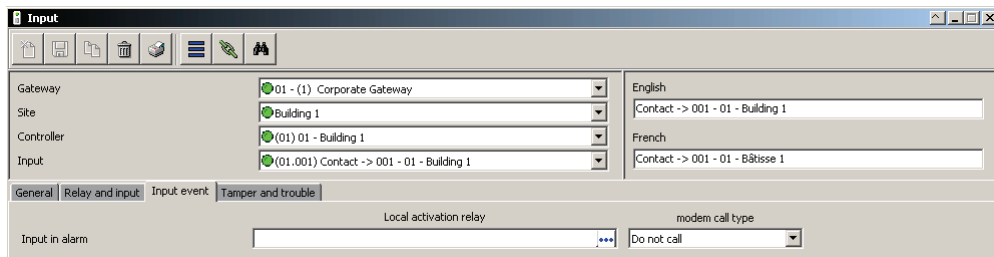 Input
Gateway
01 - (1) Corporate Gateway
Site
Building 1
Controller
(01) 01 - Building 1
Input
(01.001) Contact -> 001 - 01 - Building 1
English
Contact -> 001 - 01 - Building 1
French
Contact -> 001 - 01 - Bâtisse 1
General Relay and input Input event Tamper and trouble
Local activation relay modem call type
Input in alarm ... Do not call